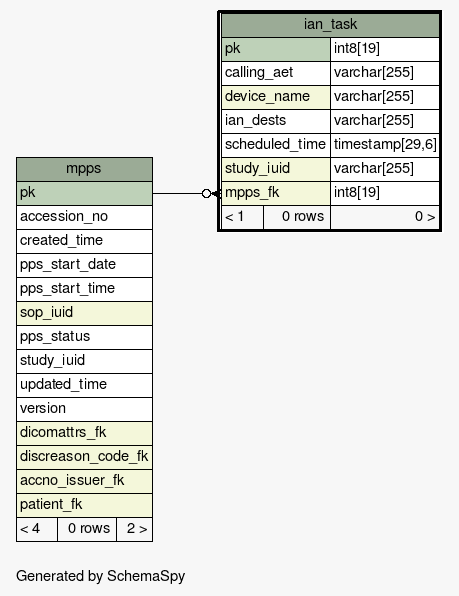 ian_task
pk int8[19]
calling_aet varchar[255]
device_name varchar[255]
ian_dests varchar[255]
scheduled_time timestamp[29,6]
study_iuid varchar[255]
mpps_fk int8[19]
< 1 0 rows 0 >
mpps
pk
accession_no
created_time
pps_start_date
pps_start_time
sop_iuid
pps_status
study_iuid
updated_time
version
dicomattrs_fk
discreason_code_fk
accno_issuer_fk
patient_fk
< 4 0 rows 2 >
Generated by SchemaSpy